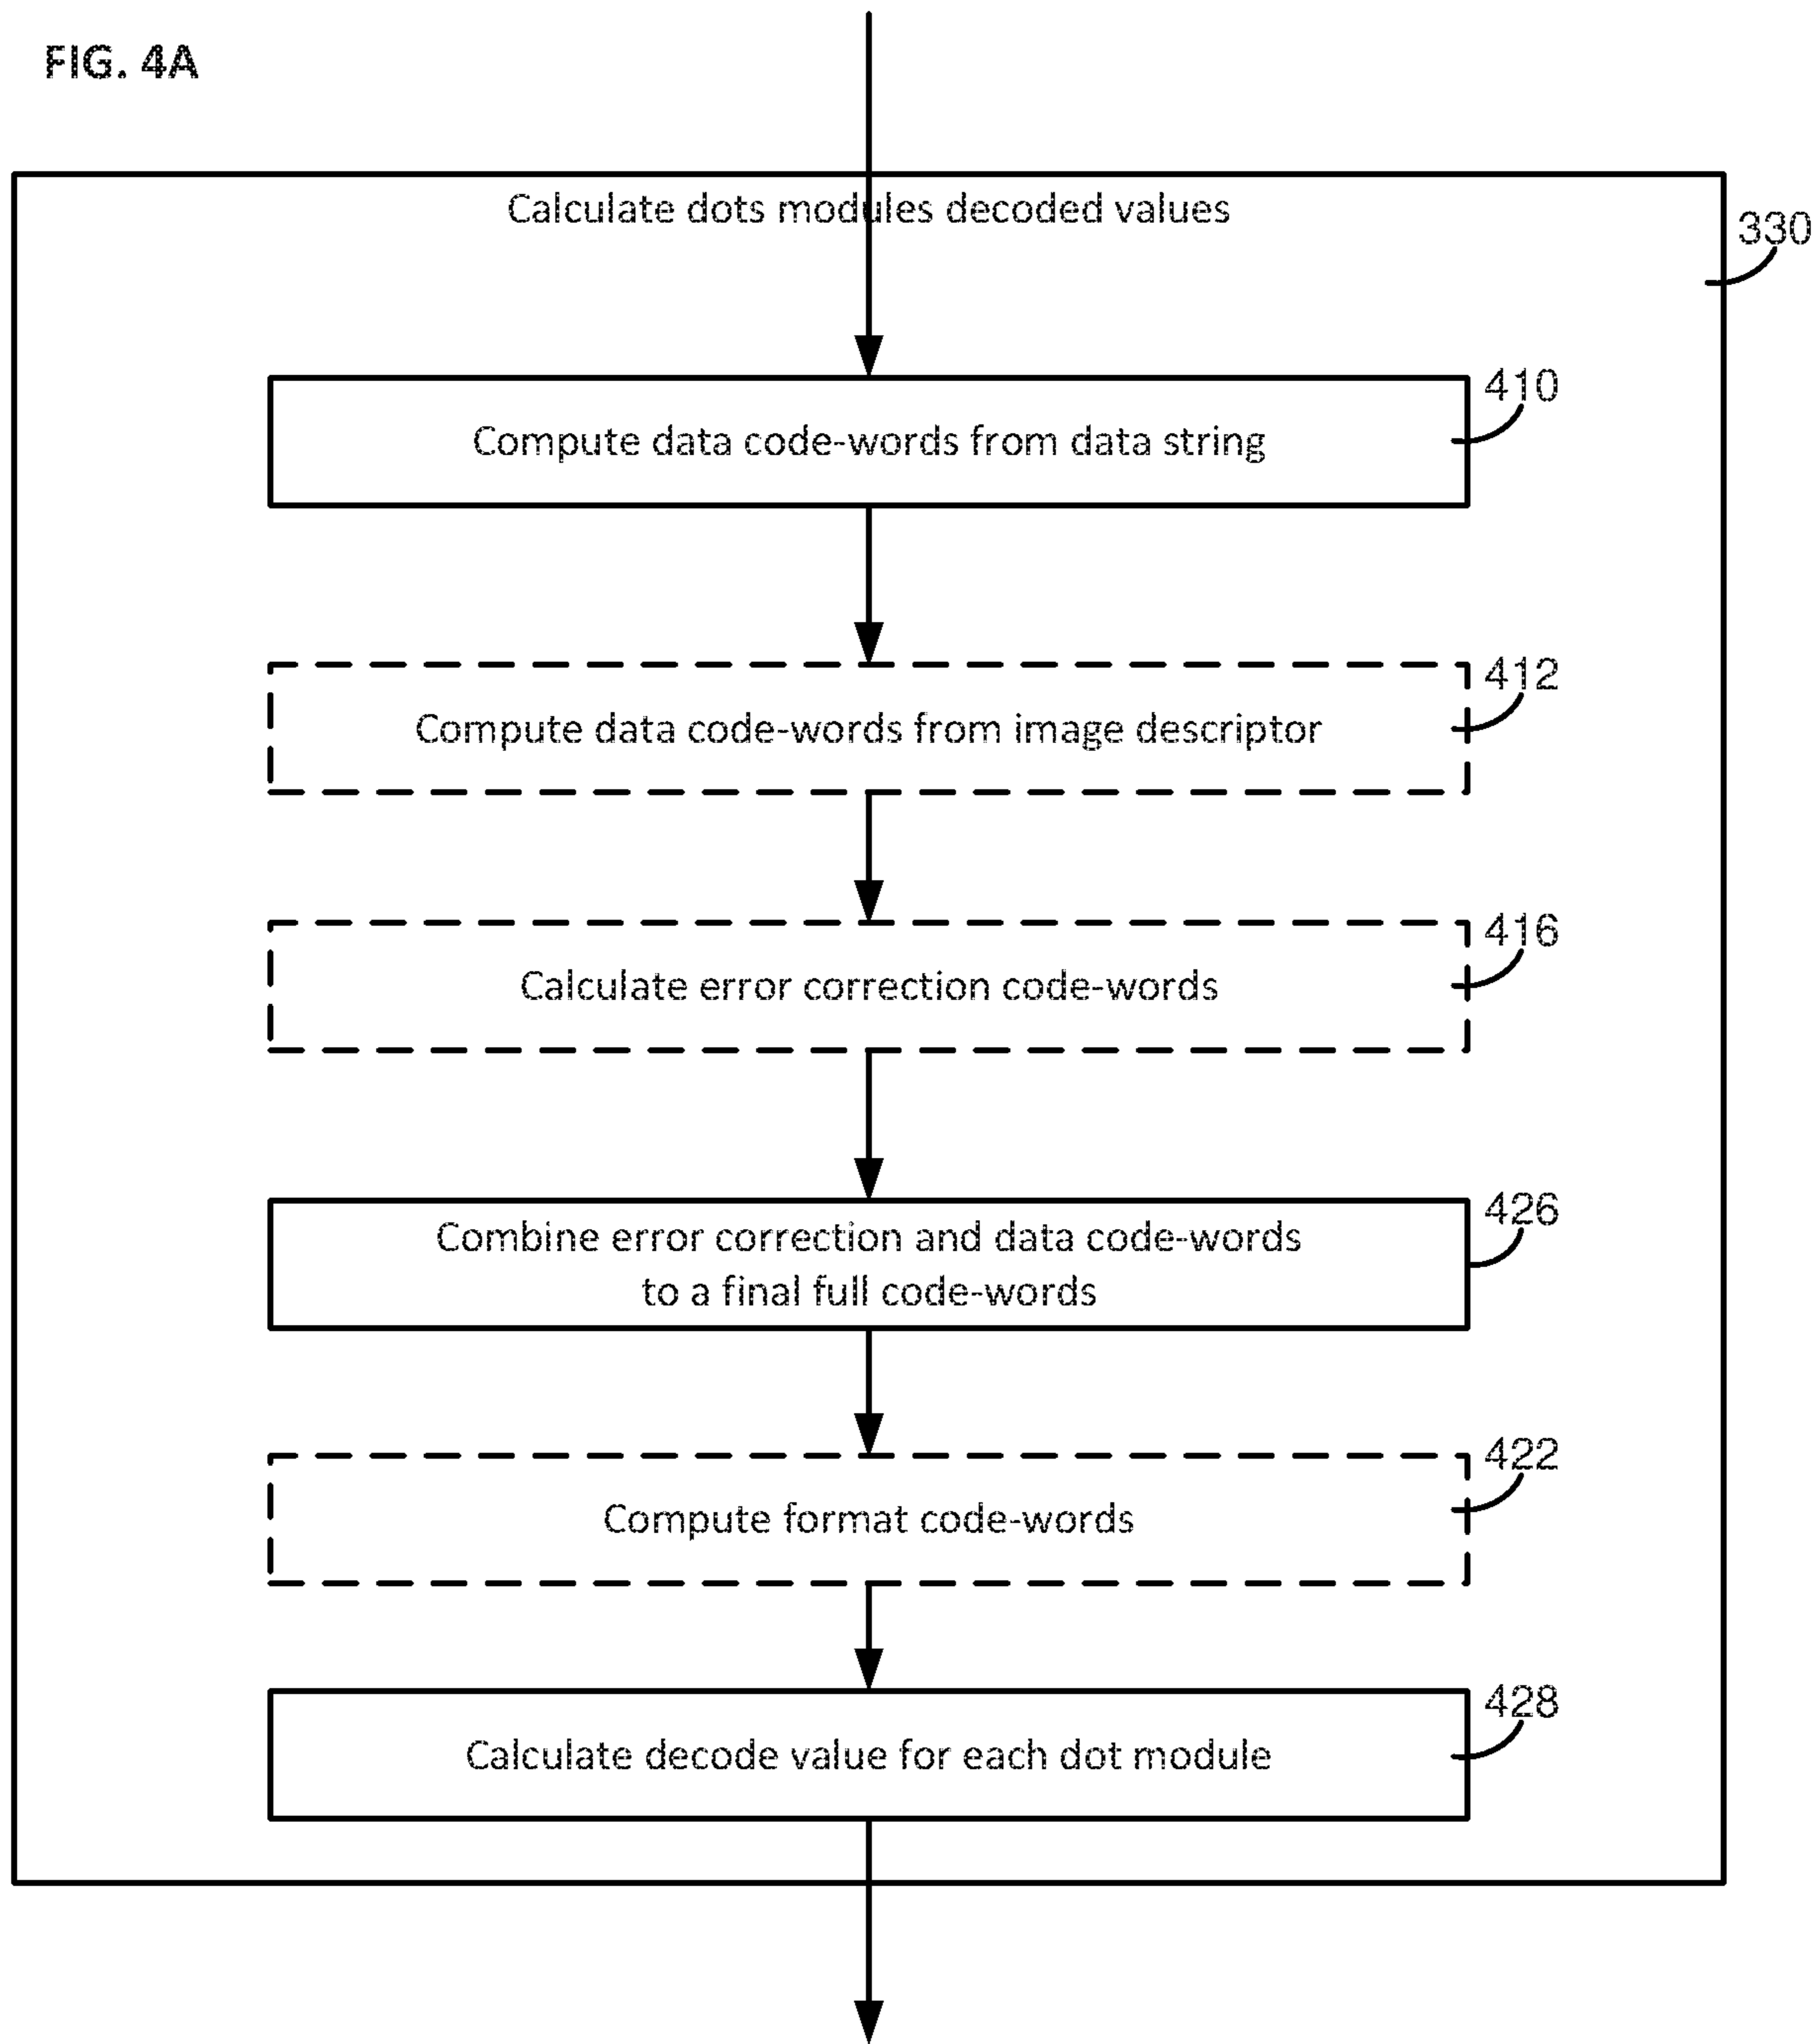 FIG. 4A
Calculate dots modules decoded values
330
410
Compute data code-words from data string
412
Compute data code-words from image descriptor
416
Calculate error correction code-words
426
Combine error correction and data code-words
to a final full code-words
422
Compute format code-words
428
Calculate decode value for each dot module